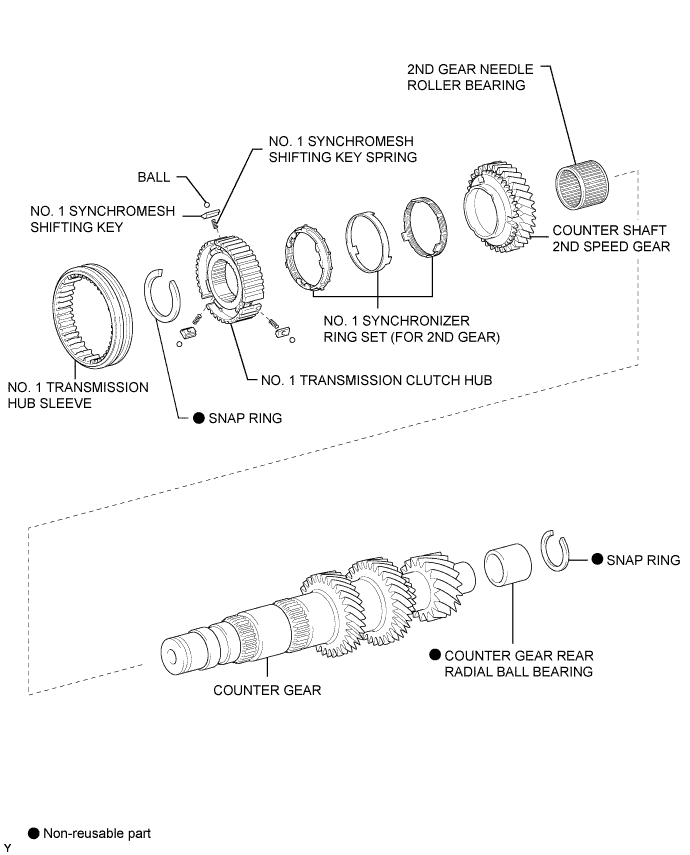 2ND GEAR NEEDLE
ROLLER BEARING
NO. 1 SYNCHROMESH
SHIFTING KEY SPRING
BALL
NO. 1 SYNCHROMESH
SHIFTING KEY
COUNTER SHAFT
2ND SPEED GEAR
NO. 1 SYNCHRONIZER
RING SET (FOR 2ND GEAR)
NO. 1 TRANSMISSION CLUTCH HUB
NO. 1 TRANSMISSION
HUB SLEEVE
● SNAP RING
● SNAP RING
● COUNTER GEAR REAR
RADIAL BALL BEARING
COUNTER GEAR
● Non-reusable part
Y